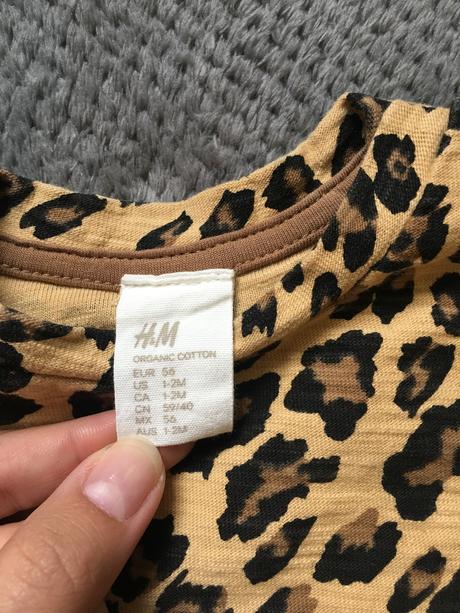 H&M
ORGANIC COTTON
EUR 56
US 1-2M
CA 1-2M
CN 59/40
MX 56
AUS 1-2M